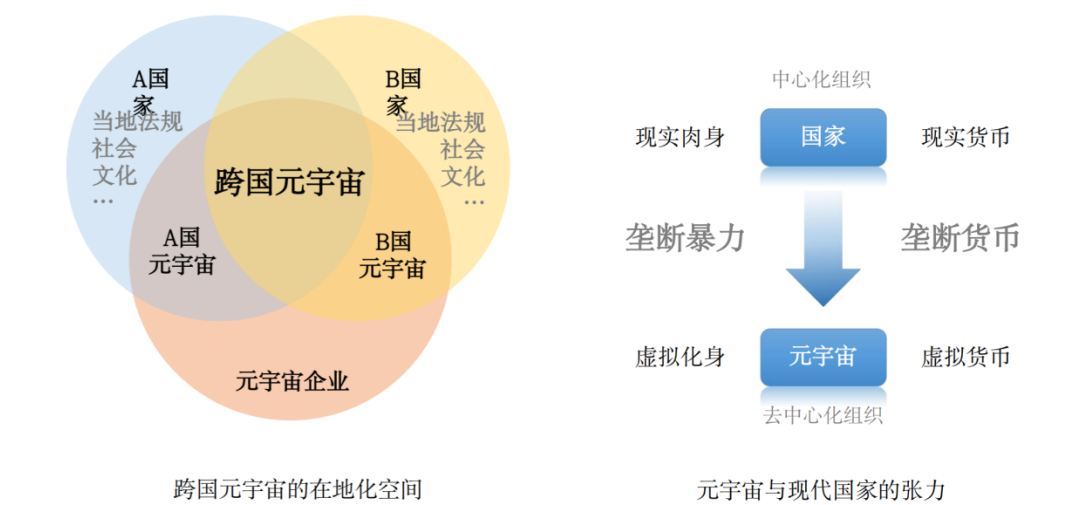 A国
家
当地法规
社会
文化
…
B国
家
当地法规
社会
文化
…
跨国元宇宙
A国
元宇宙
B国
元宇宙
元宇宙企业
跨国元宇宙的在地化空间
中心化组织
现实肉身
国家
现实货币
垄断暴力
垄断货币
虚拟化身
元宇宙
虚拟货币
去中心化组织
元宇宙与现代国家的张力